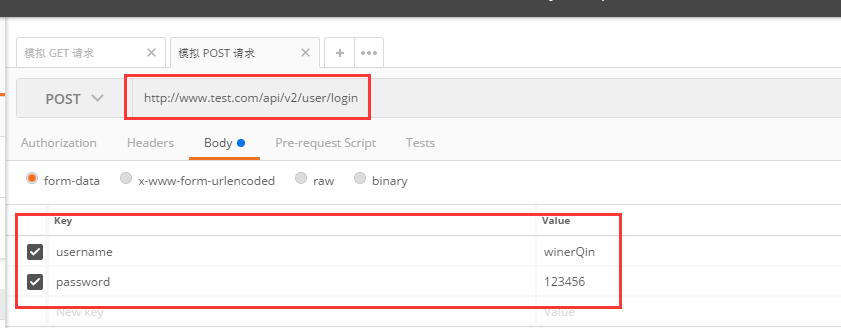 模拟 GET 请求
模拟 POST 请求
POST
http://www.test.com/api/v2/user/login
Authorization
Headers
Body
Pre-request Script
Tests
form-data
x-www-form-urlencoded
raw
binary
Key
Value
username
winerQin
password
123456
New key
Value